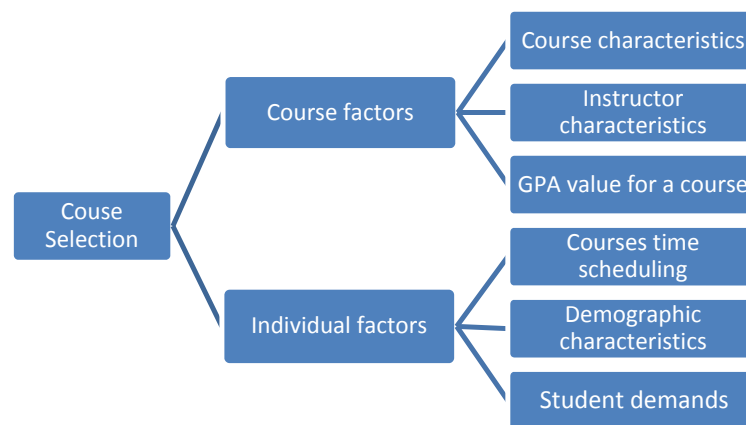 Couse
Selection
Course factors
Course characteristics
Instructor
characteristics
GPA value for a course
Individual factors
Courses time
scheduling
Demographic
characteristics
Student demands